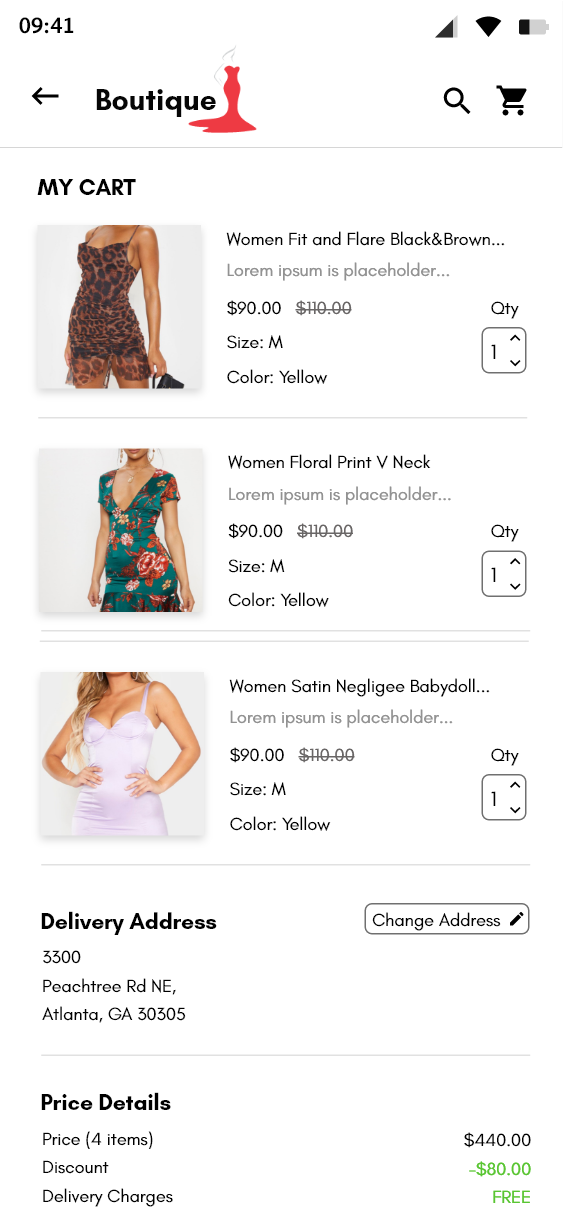 09:41
Boutique
MY CART
Women Fit and Flare Black&Brown...
Lorem ipsum is placeholder...
$90.00 $110.00 Qty
Size: M 1
Color: Yellow
Women Floral Print V Neck
Lorem ipsum is placeholder...
$90.00 $110.00 Qty
Size: M 1
Color: Yellow
Women Satin Negligee Babydoll...
Lorem ipsum is placeholder...
$90.00 $110.00 Qty
Size: M 1
Color: Yellow
Delivery Address Change Address
3300
Peachtree Rd NE,
Atlanta, GA 30305
Price Details
Price (4 items) $440.00
Discount -$80.00
Delivery Charges FREE